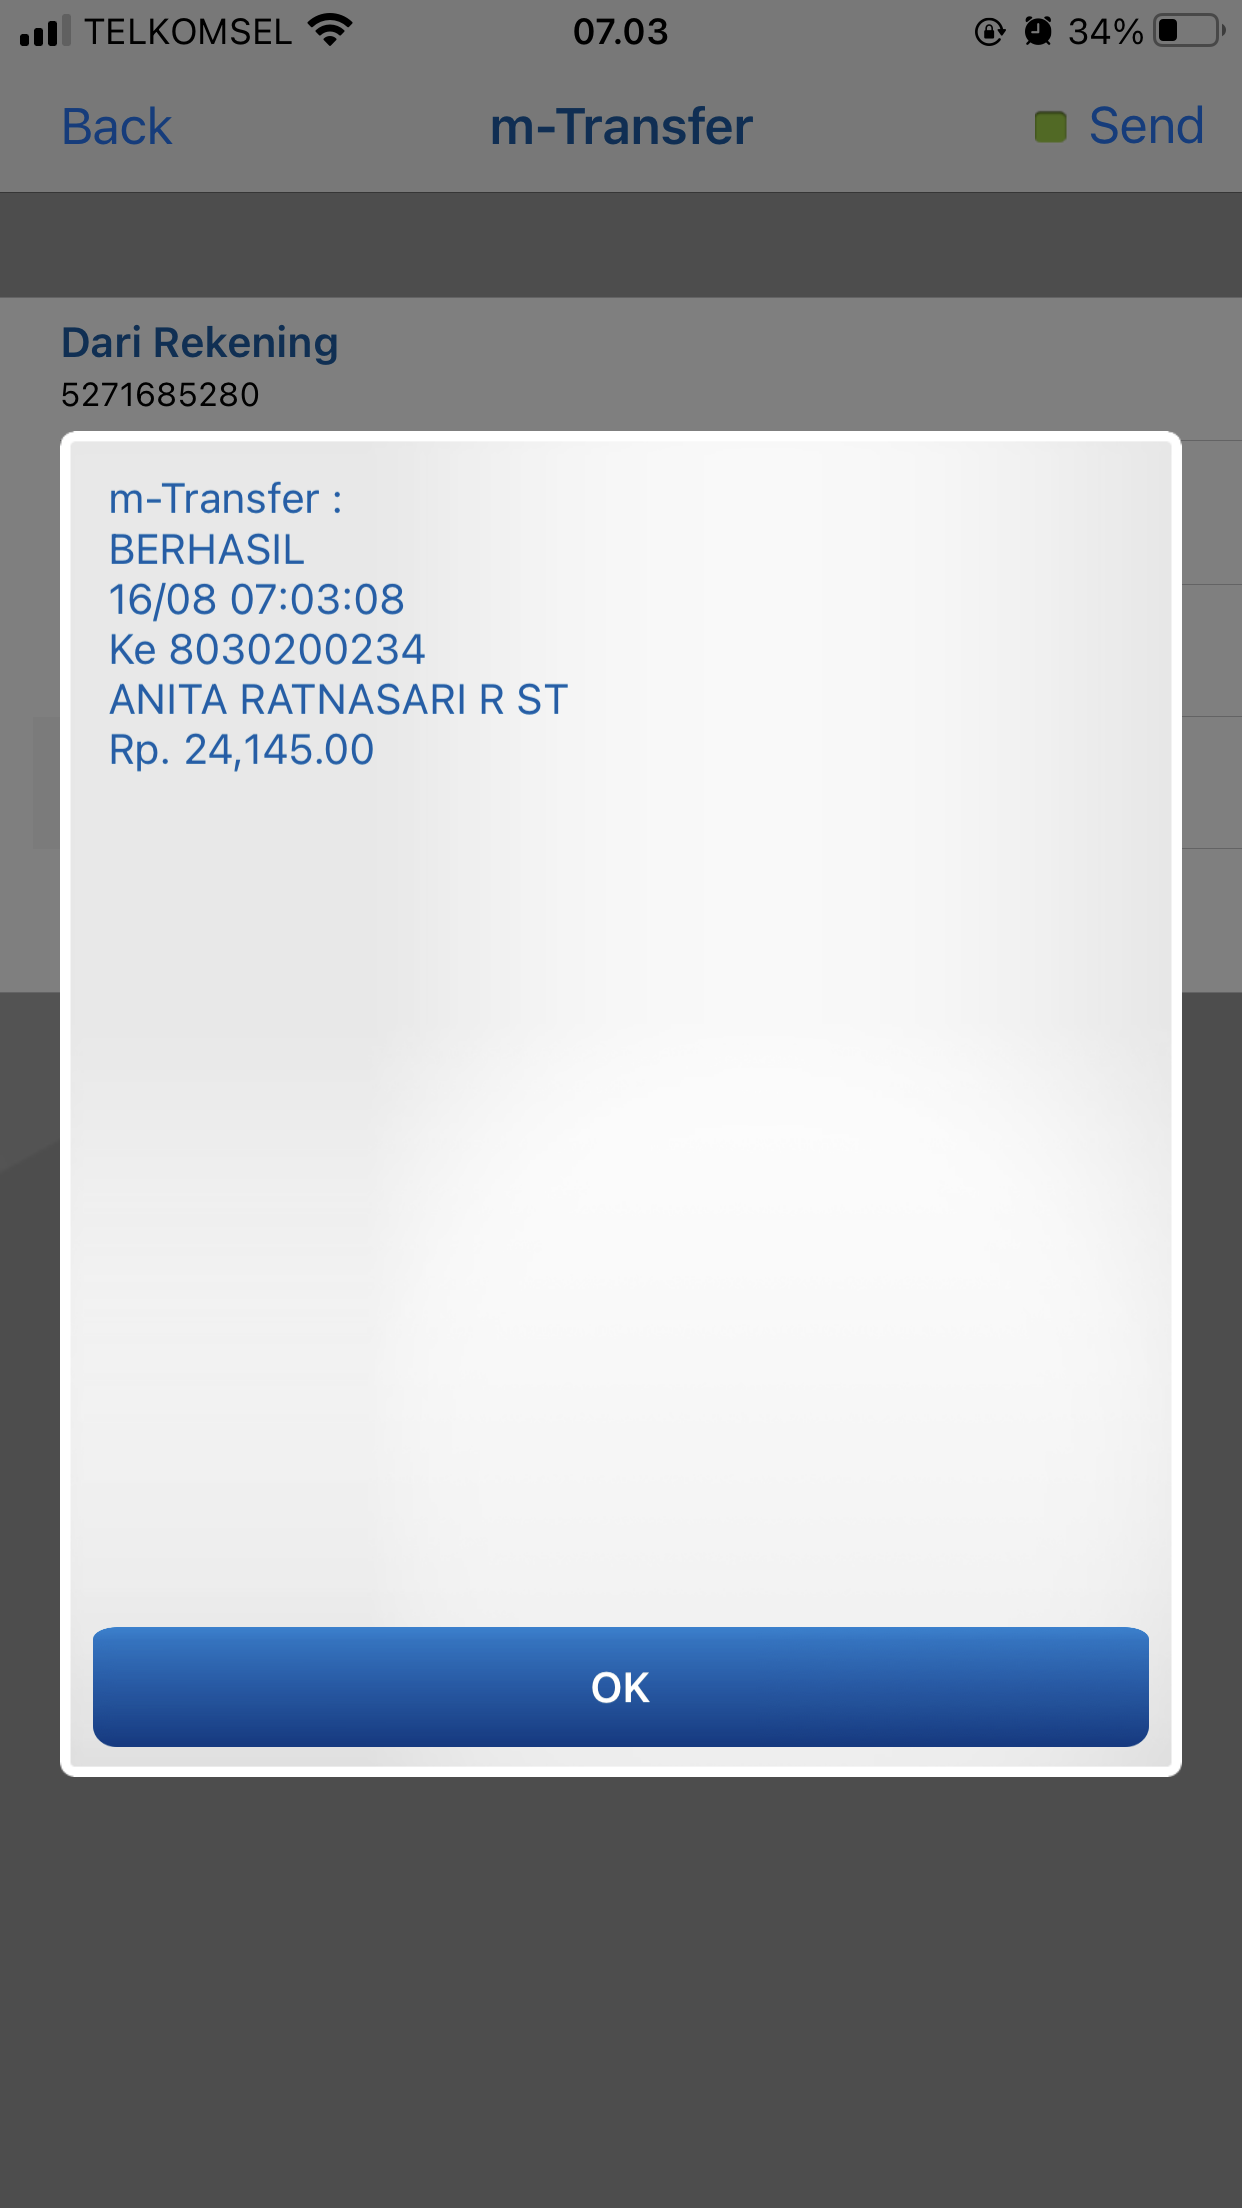 TELKOMSEL 07.03 34%
Back m-Transfer Send
Dari Rekening
5271685280
m-Transfer :
BERHASIL
16/08 07:03:08
Ke 8030200234
ANITA RATNASARI R ST
Rp. 24,145.00
OK